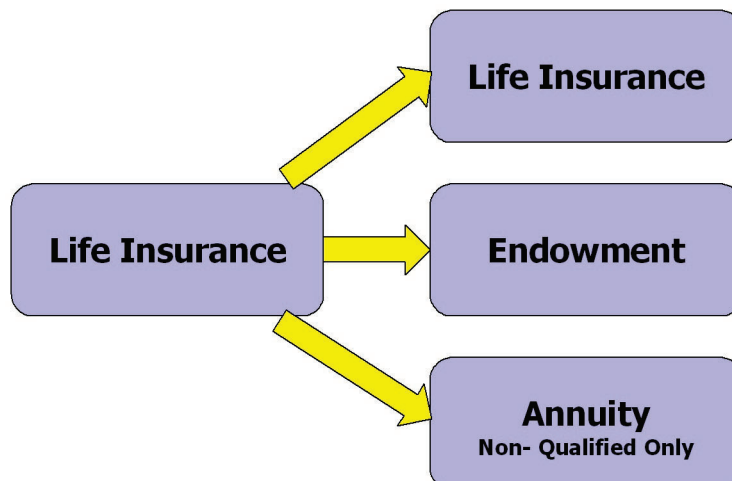 Life Insurance
Life Insurance
Endowment
Annuity
Non- Qualified Only